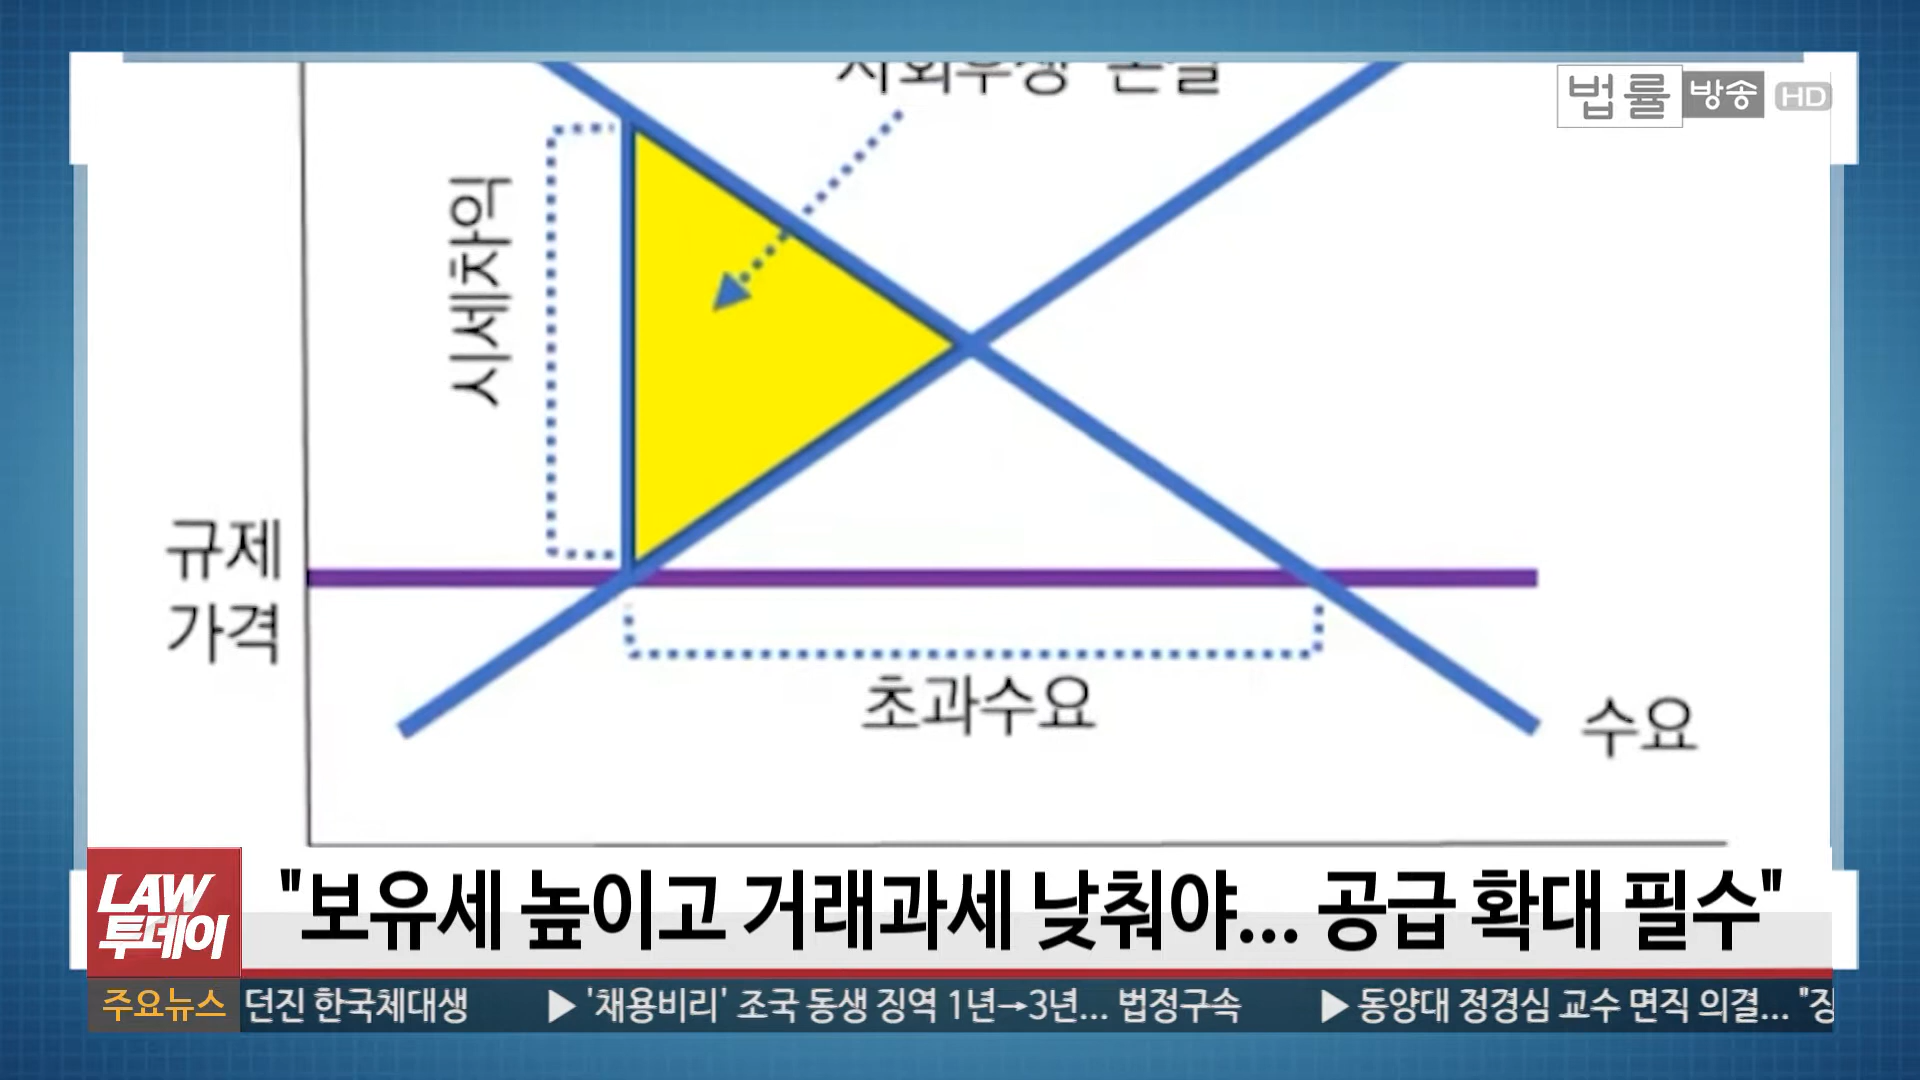 법률방송 HD
시세차익
규제
가격
초과수요
수요
LAW
투데이
"보유세 높이고 거래과세 낮춰야... 공급 확대 필수"
주요뉴스 던진 한국체대생 ▶ '채용비리' 조국 동생 징역 1년→3년... 법정구속 ▶ 동양대 정경심 교수 면직 의결... "